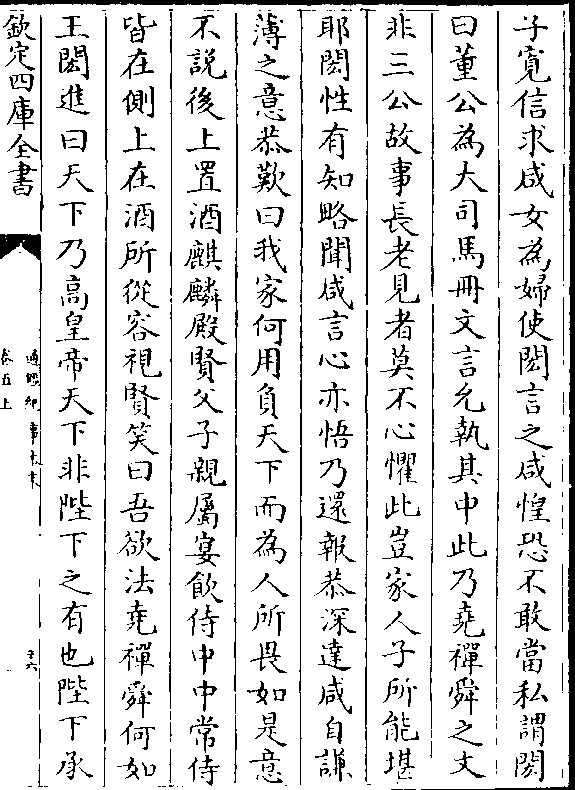 子寛信求咸女為婦使閎言之咸惶恐不敢當私謂閎
曰董公為大司馬冊文言允執其中此乃堯禪舜之文
非三公故事長老見者莫不心懼此豈家人子所能堪
耶閎性有知略聞咸言心亦悟乃還報恭深達咸自謙
薄之意恭歎曰我家何用負天下而為人所畏如是意
不說後上置酒麒麟殿賢父子親屬宴飲侍中中常侍
皆在側上在酒所從容視賢笑曰吾欲法堯禪舜何如
王閎進曰天下乃高皇帝天下非陛下之有也陛下承
欽定四庫全書
通鑑紀事本末
卷五上